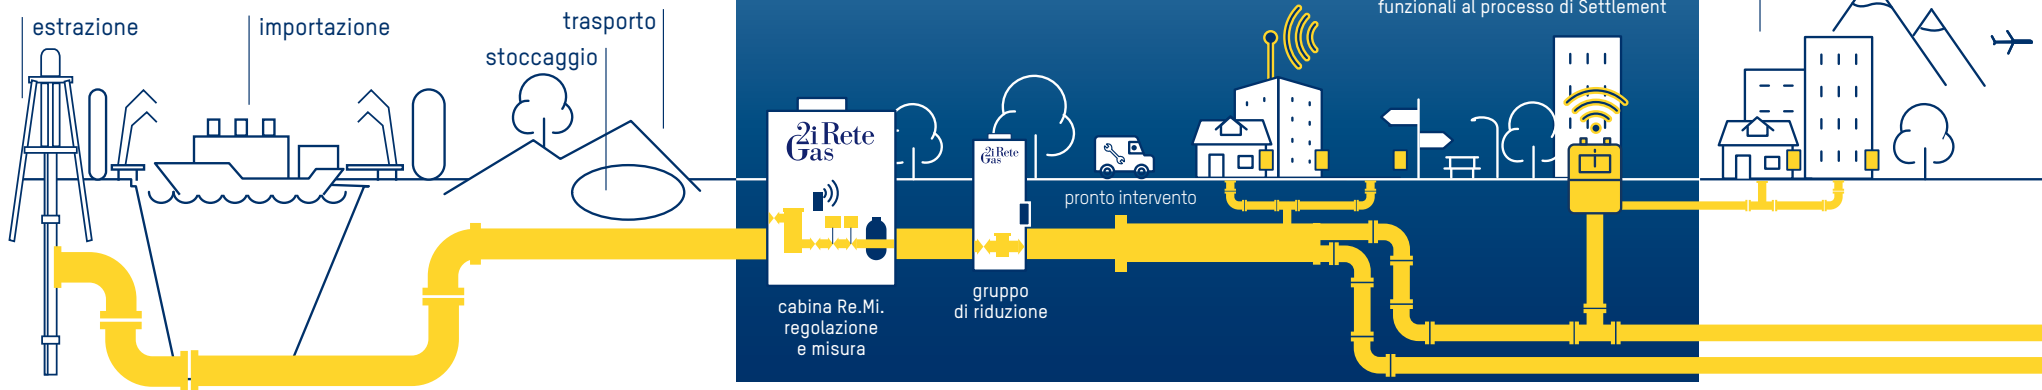 estrazione
importazione
trasporto
stoccaggio
funzionali al processo di Settlement
2i Rete
Gas
2i Rete
Gas
pronto intervento
cabina Re.Mi.
regolazione
e misura
gruppo
di riduzione